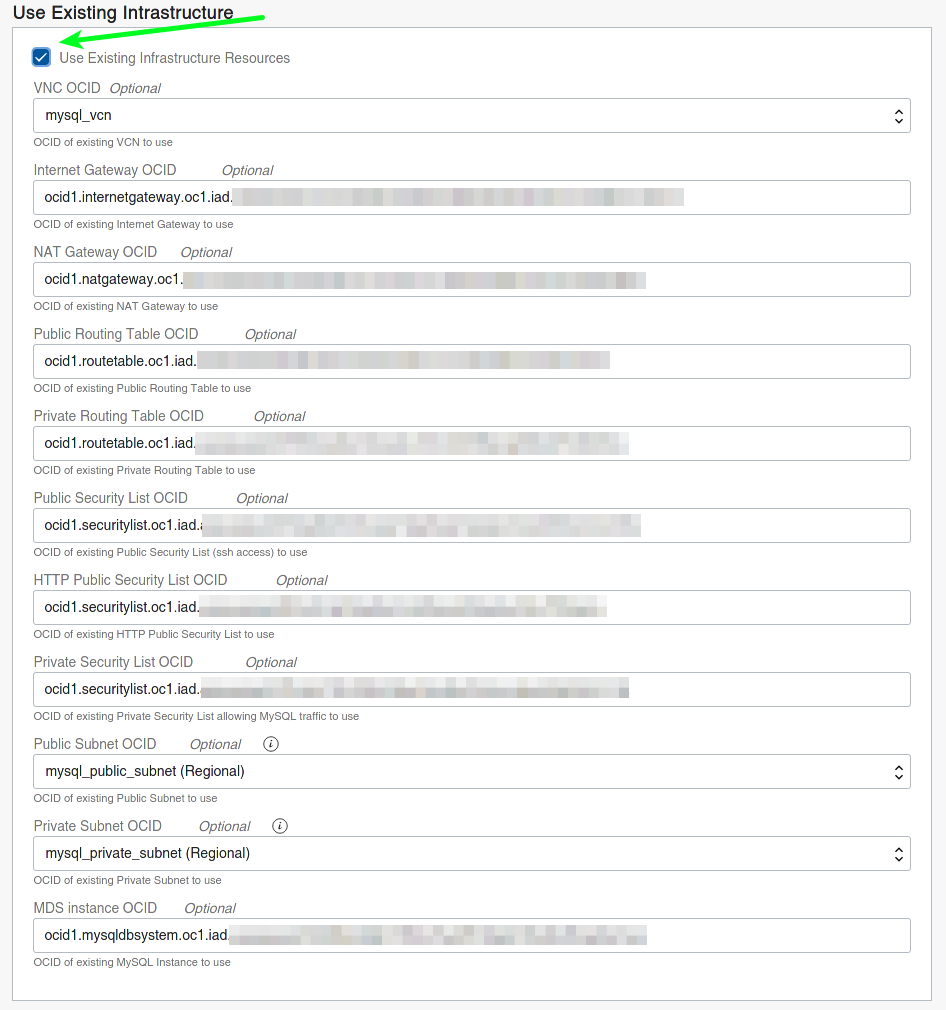 Use Existing Intrastructure
Use Existing Infrastructure Resources
VNC OCID Optional
mysql_vcn
OCID of existing VCN to use
Internet Gateway OCID Optional
ocid1.internetgateway.oc1.iad.
OCID of existing Internet Gateway to use
NAT Gateway OCID Optional
ocid1.natgateway.oc1.
OCID of existing NAT Gateway to use
Public Routing Table OCID Optional
ocid1.routetable.oc1.iad.
OCID of existing Public Routing Table to use
Private Routing Table OCID Optional
ocid1.routetable.oc1.iad.
OCID of existing Private Routing Table to use
Public Security List OCID Optional
ocid1.securitylist.oc1.iad.
OCID of existing Public Security List (ssh access) to use
HTTP Public Security List OCID Optional
ocid1.securitylist.oc1.iad.
OCID of existing HTTP Public Security List to use
Private Security List OCID Optional
ocid1.securitylist.oc1.iad.
OCID of existing Private Security List allowing MySQL traffic to use
Public Subnet OCID Optional
mysql_public_subnet (Regional)
OCID of existing Public Subnet to use
Private Subnet OCID Optional
mysql_private_subnet (Regional)
OCID of existing Private Subnet to use
MDS instance OCID Optional
ocid1.mysqldbsystem.oc1.iad.
OCID of existing MySQL Instance to use